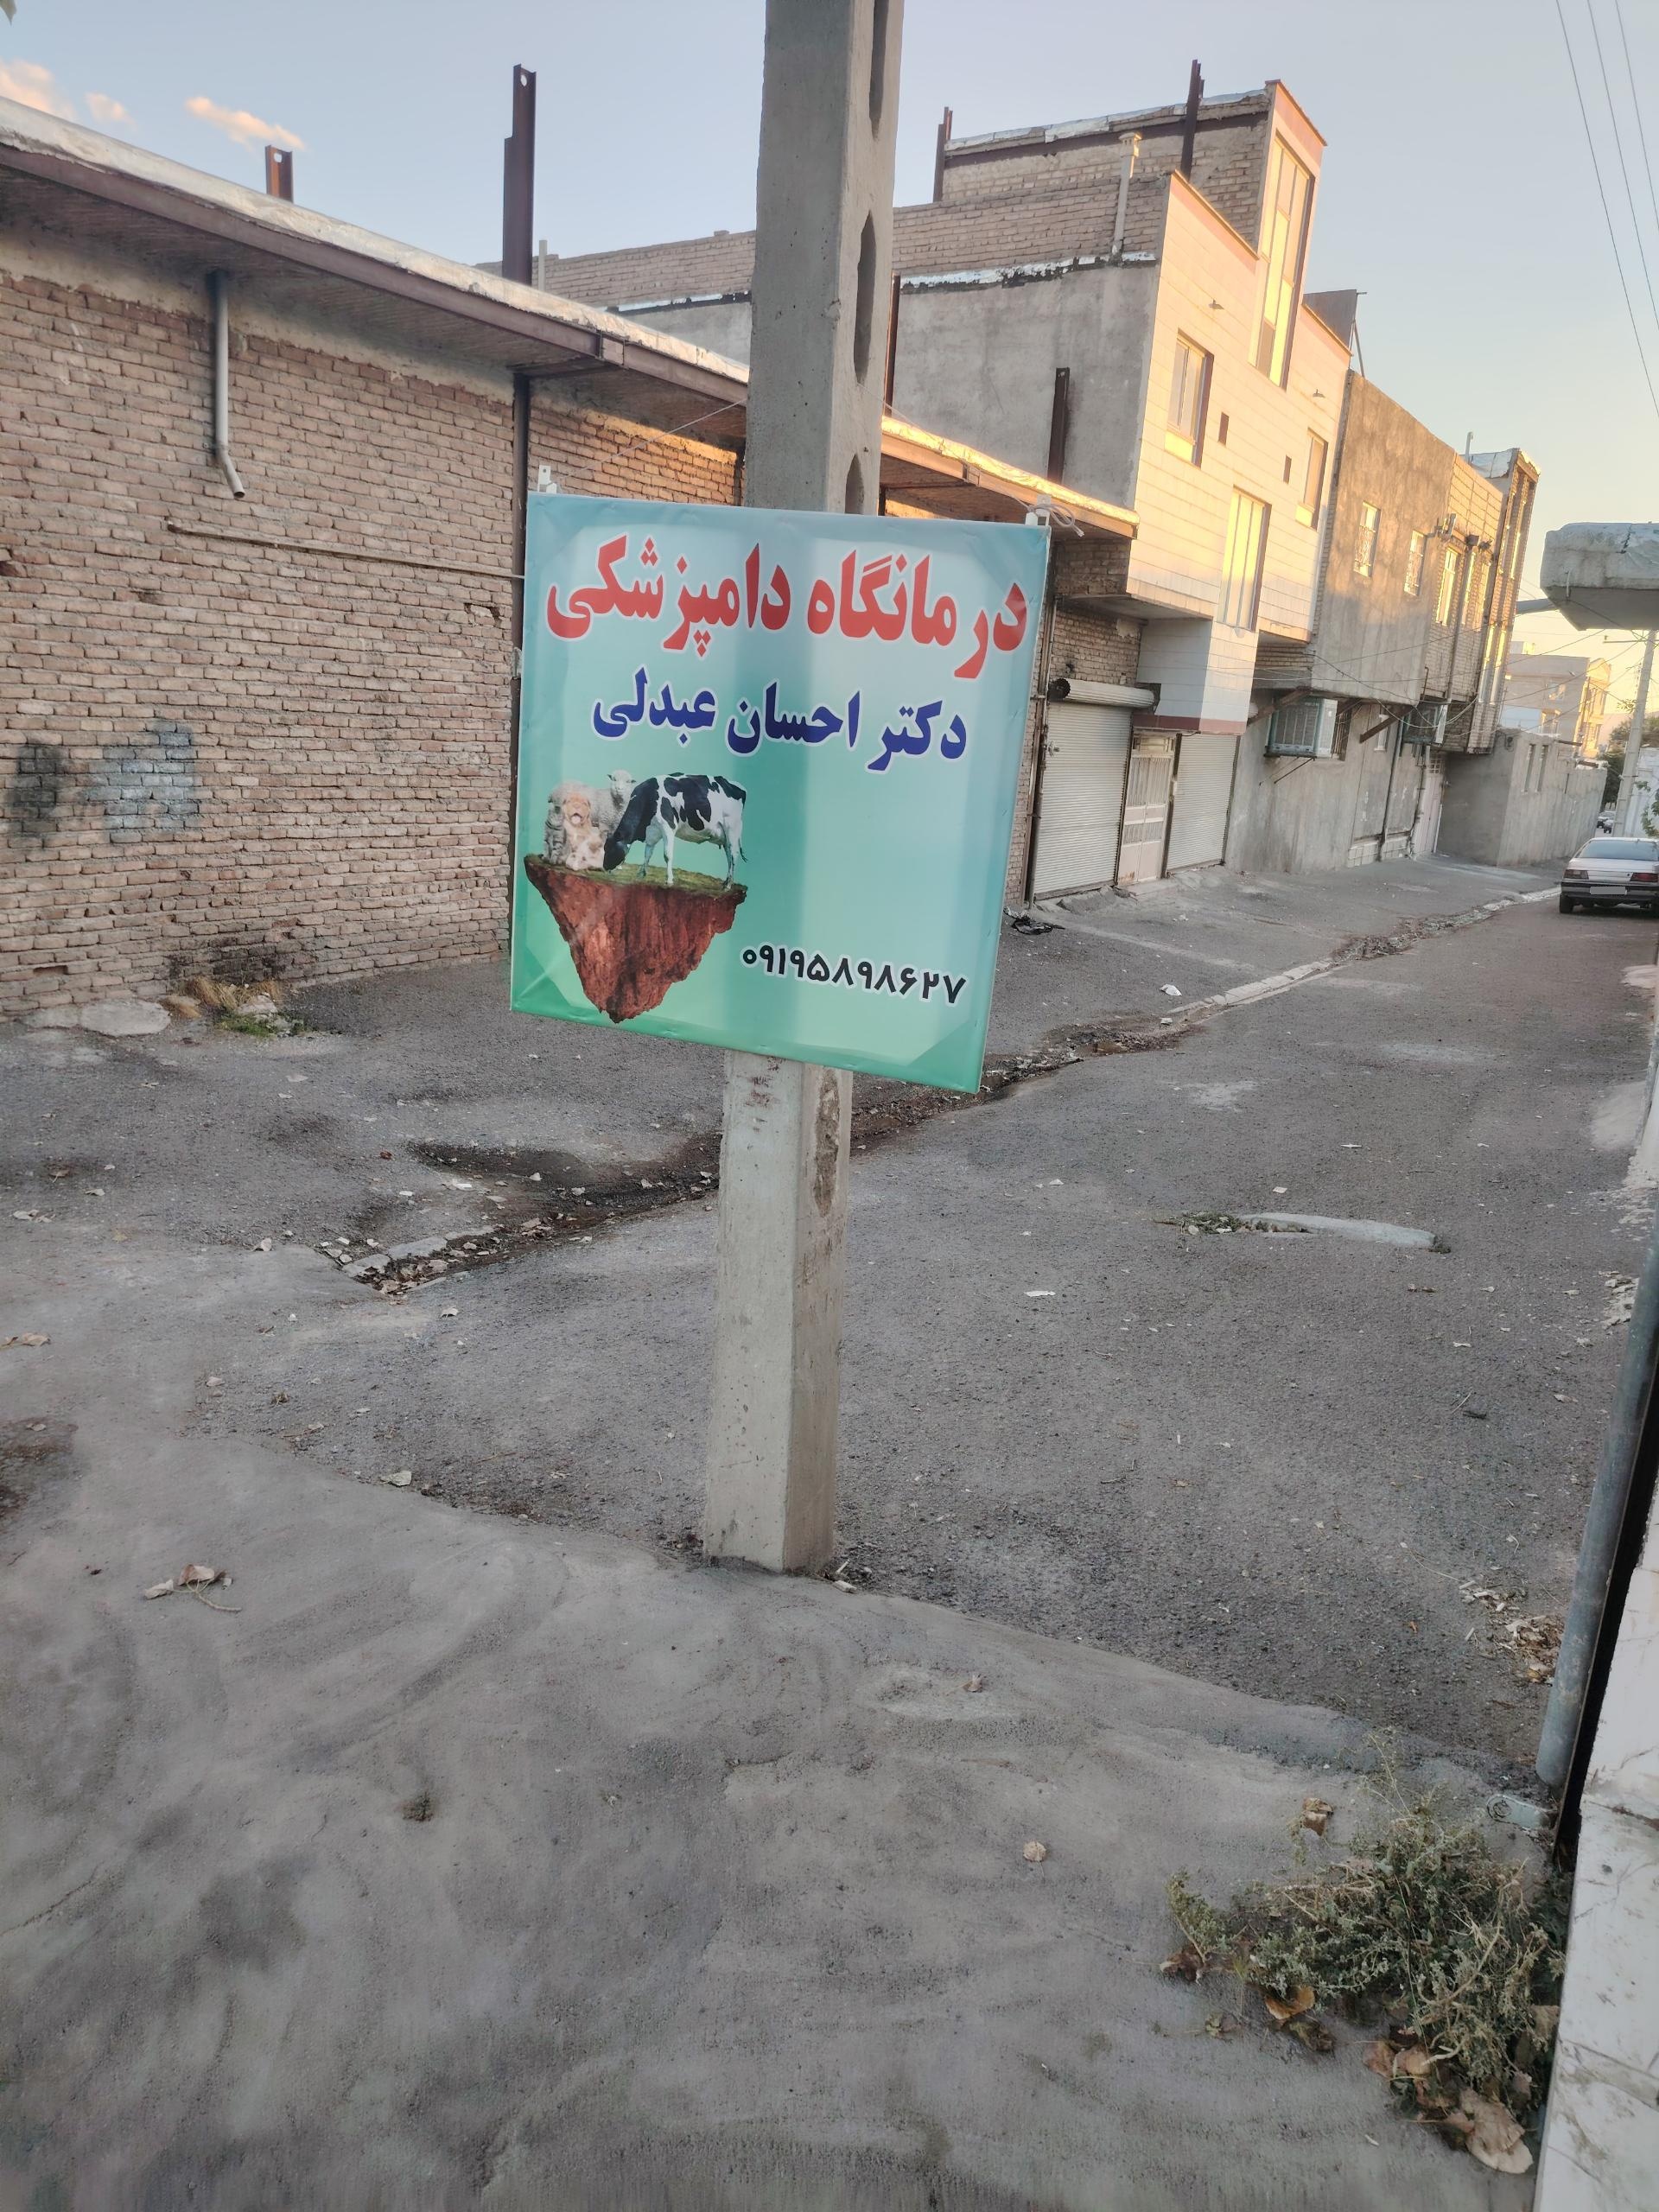 درمانگاه دامپزشکی
دکتر احسان عبدلی
۰۹۱۹۵۸۹۸۶۲۷